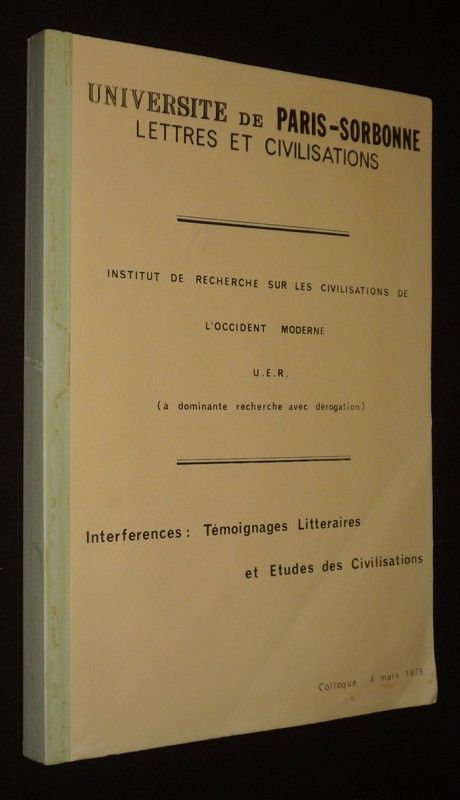 UNIVERSITE DE PARIS-SORBONNE
LETTRES ET CIVILISATIONS
INSTITUT DE RECHERCHE SUR LES CIVILISATIONS DE
L'OCCIDENT MODERNE
U.E.R.
(à dominante recherche avec dérogation)
Interferences: Témoignages Litteraires
et Etudes des Civilisations
Colloque 4 mars 1978